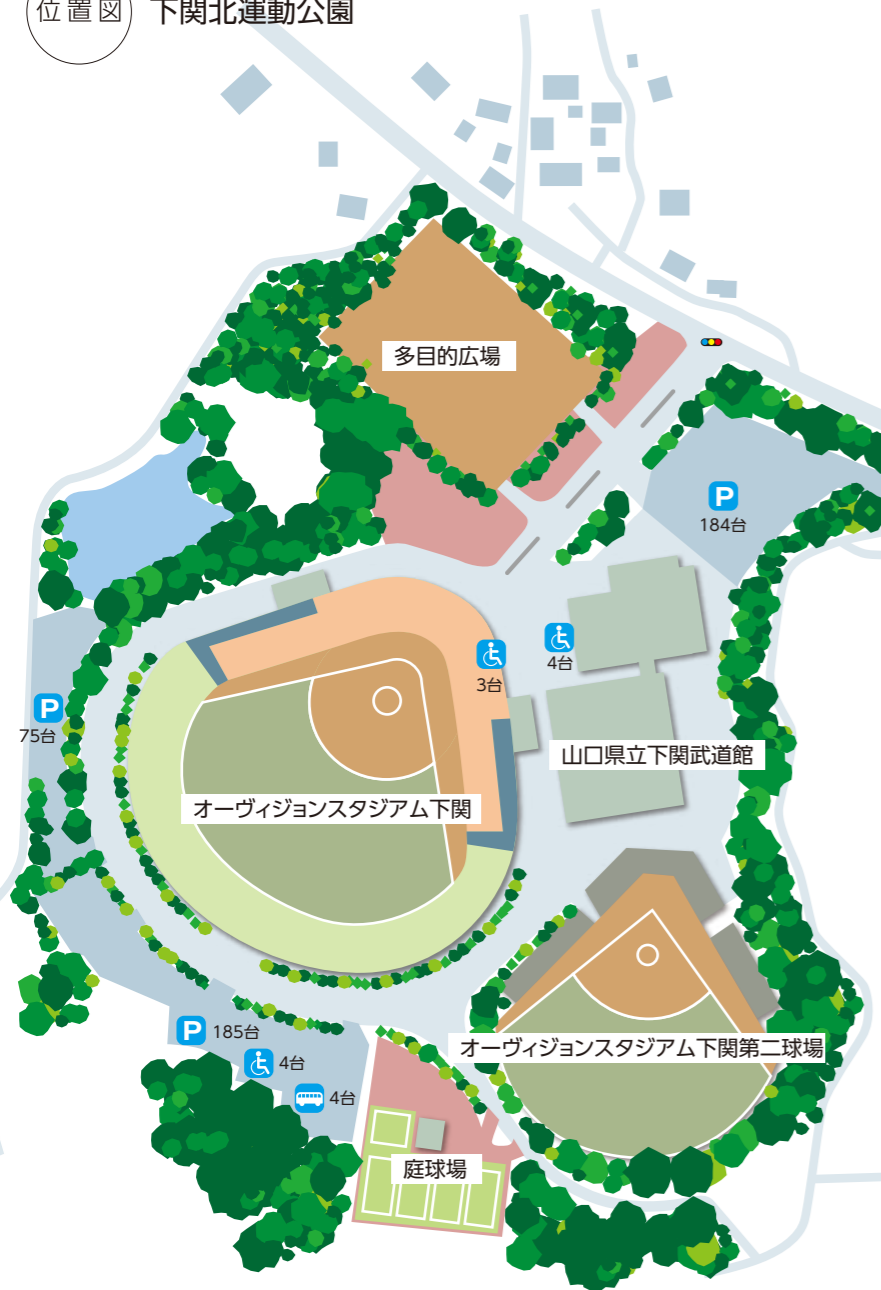 位置図
下関北運動公園
多目的広場
P
184台
4台
3台
P
75台
山口県立下関武道館
オーヴィジョンスタジアム下関
P 185台
4台
4台
オーヴィジョンスタジアム下関第二球場
庭球場